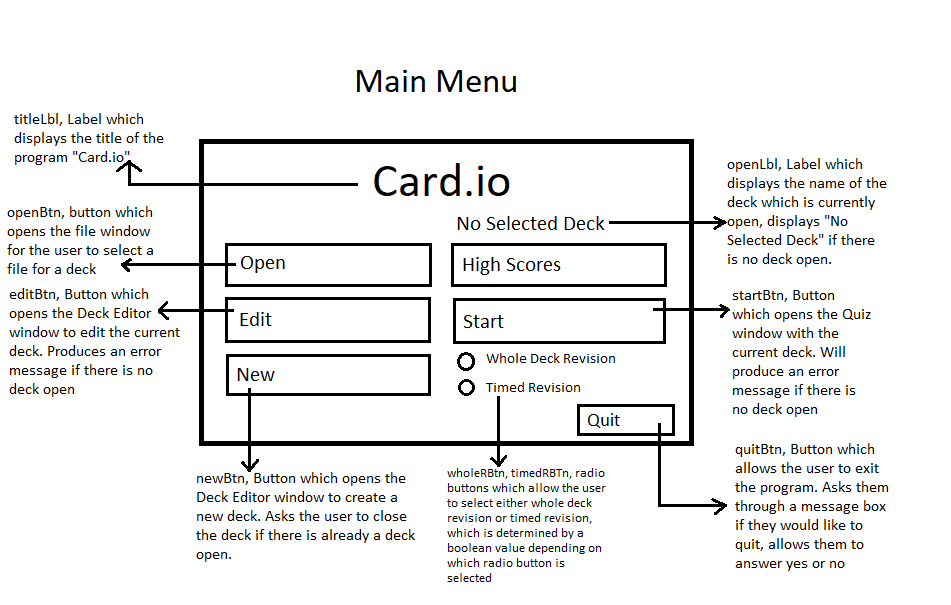 Main Menu
titleLbl, Label which
displays the title of the
program "Card.io"
Card.io
No Selected Deck
openLbl, Label which
displays the name of the
deck which is currently
open, displays "No
Selected Deck" if there
is no deck open.
openBtn, button which
opens the file window
for the user to select a
file for a deck
Open
High Scores
editBtn, Button which
opens the Deck Editor
window to edit the current
deck. Produces an error
message if there is no
deck open
Edit
Start
startBtn, Button
which opens the Quiz
window with the
current deck. Will
produce an error
message if there is
no deck open
New
Whole Deck Revision
Timed Revision
Quit
newBtn, Button which opens the
Deck Editor window to create a
new deck. Asks the user to close
the deck if there is already a deck
open.
wholeRBtn, timedRBTn, radio
buttons which allow the user
to select either whole deck
revision or timed revision,
which is determined by a
boolean value depending on
which radio button is
selected
quitBtn, Button which
allows the user to exit
the program. Asks them
through a message box
if they would like to
quit, allows them to
answer yes or no